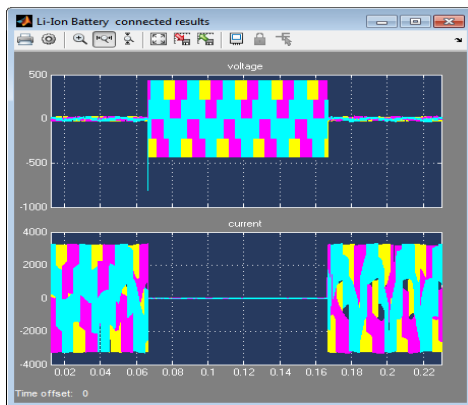 Li-Ion Battery connected results
voltage
500
0
-500
-1000
current
4000
2000
0
-2000
-4000
0.02 0.04 0.06 0.08 0.1 0.12 0.14 0.16 0.18 0.2 0.22
Time offset: 0